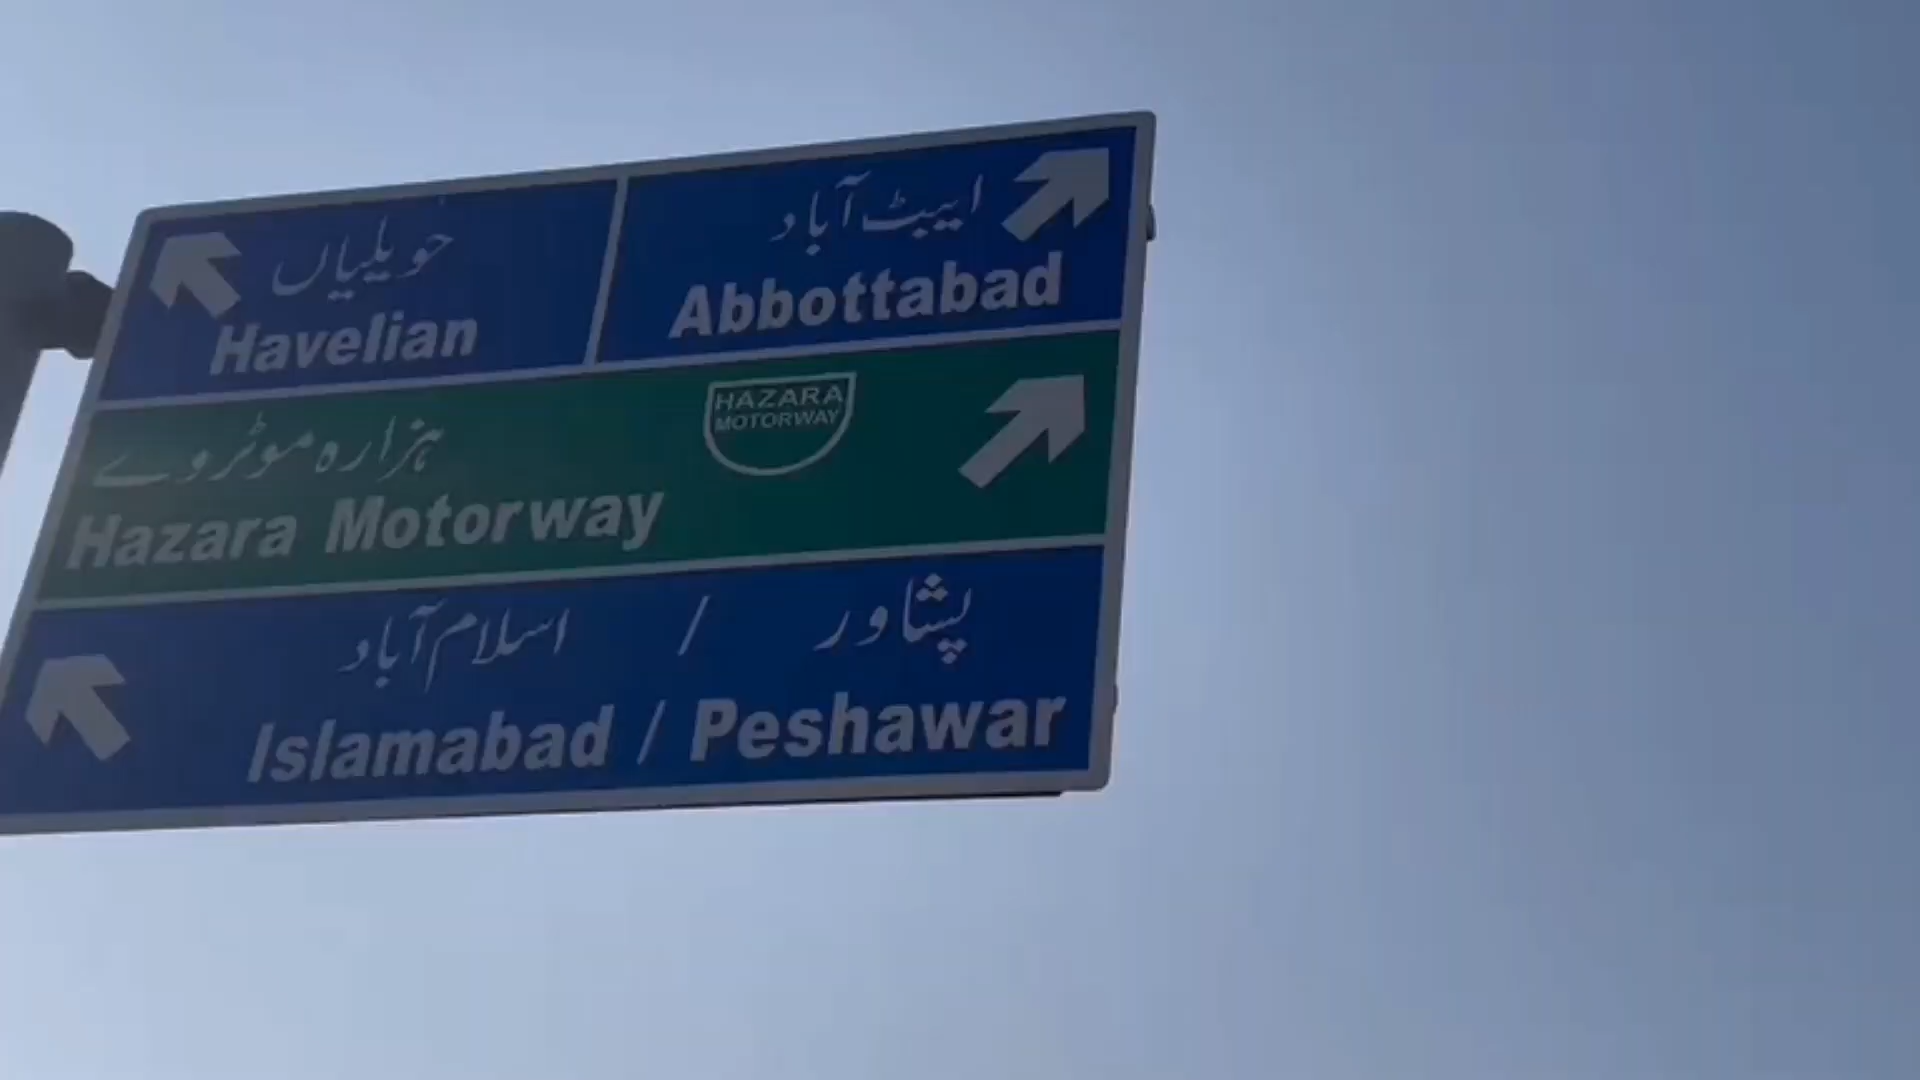 حویلیاں
Havelian
ایبٹ آباد
Abbottabad
ہزارہ موٹروے
Hazara Motorway
HAZARA
MOTORWAY
اسلام آباد / پشاور
Islamabad / Peshawar